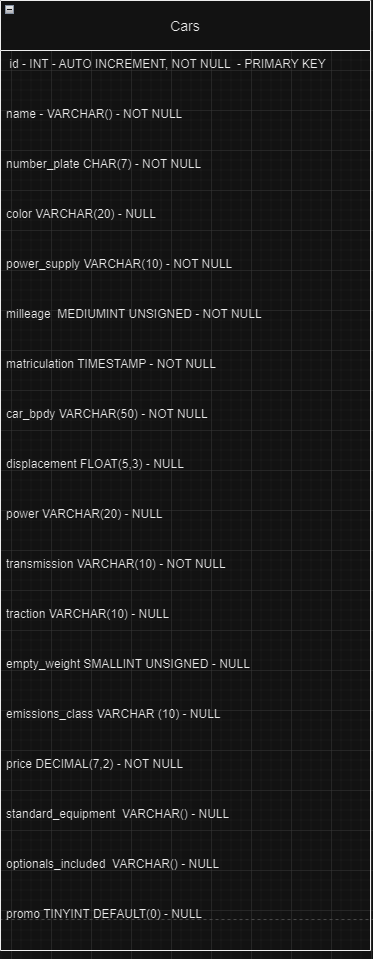 Cars
id - INT - AUTO INCREMENT, NOT NULL - PRIMARY KEY
name - VARCHAR() - NOT NULL
number_plate CHAR(7) - NOT NULL
color VARCHAR(20) - NULL
power_supply VARCHAR(10) - NOT NULL
milleage MEDIUMINT UNSIGNED - NOT NULL
matriculation TIMESTAMP - NOT NULL
car_bpdy VARCHAR(50) - NOT NULL
displacement FLOAT(5,3) - NULL
power VARCHAR(20) - NULL
transmission VARCHAR(10) - NOT NULL
traction VARCHAR(10) - NULL
empty_weight SMALLINT UNSIGNED - NULL
emissions_class VARCHAR (10) - NULL
price DECIMAL(7,2) - NOT NULL
standard_equipment VARCHAR() - NULL
optionals_included VARCHAR() - NULL
promo TINYINT DEFAULT(0) - NULL